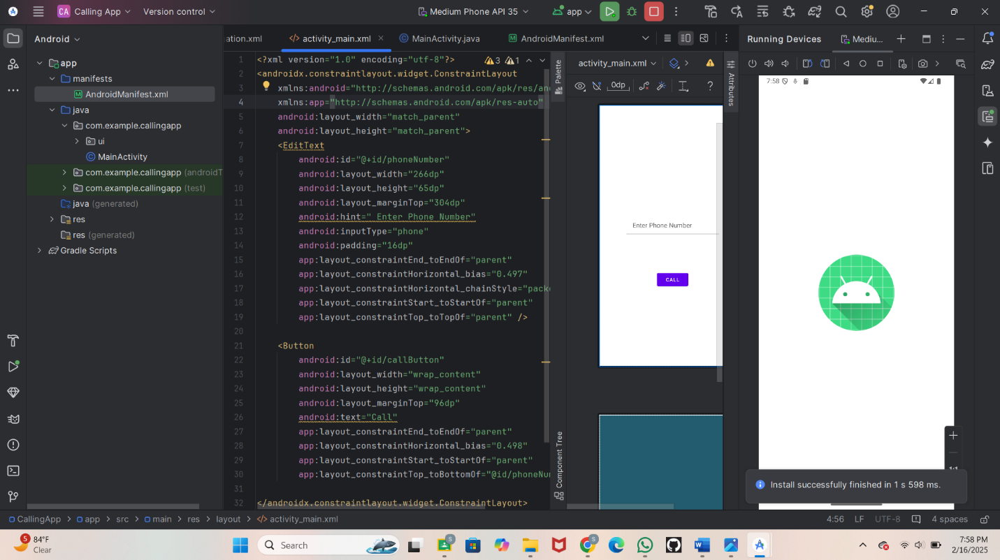 CA Calling App
Version control
Medium Phone API 35
app
Android
app
manifests
AndroidManifest.xml
java
com.example.callingapp
ui
MainActivity
com.example.callingapp (androidT
com.example.callingapp (test)
java (generated)
res
res (generated)
Gradle Scripts
ation.xml
activity_main.xml
MainActivity.java
AndroidManifest.xml
3 1
1 <?xml version="1.0" encoding="utf-8"?>
2 <androidx.constraintlayout.widget.ConstraintLayout
3 xmlns:android="http://schemas.android.com/apk/res/an
4 xmlns:app="http://schemas.android.com/apk/res-auto"
5 android:layout_width="match_parent"
6 android:layout_height="match_parent">
7 <EditText
8 android:id="@+id/phoneNumber"
9 android:layout_width="266dp"
10 android:layout_height="65dp"
11 android:layout_marginTop="304dp"
12 android:hint=" Enter Phone Number"
13 android:inputType="phone"
14 android:padding="16dp"
15 app:layout_constraintEnd_toEndOf="parent"
16 app:layout_constraintHorizontal_bias="0.497"
17 app:layout_constraintHorizontal_chainStyle="packe
18 app:layout_constraintStart_toStartOf="parent"
19 app:layout_constraintTop_toTopOf="parent" />
20
21 <Button
22 android:id="@+id/callButton"
23 android:layout_width="wrap_content"
24 android:layout_height="wrap_content"
25 android:layout_marginTop="96dp"
26 android:text="Call"
27 app:layout_constraintEnd_toEndOf="parent"
28 app:layout_constraintHorizontal_bias="0.498"
29 app:layout_constraintStart_toStartOf="parent"
30 app:layout_constraintTop_toBottomOf="@id/phoneNum
31
32 </androidx.constraintlayout.widget.ConstraintLayout>
Palette
Component Tree
activity_main.xml
0dp
Attributes
Enter Phone Number
CALL
Running Devices
Mediu...
7:58
1:1
Install successfully finished in 1 s 598 ms.
CallingApp > app > src > main > res > layout > activity_main.xml
4:56 LF UTF-8 4 spaces
5
84°F
Clear
Search
S
S
7:58 PM
2/16/2025